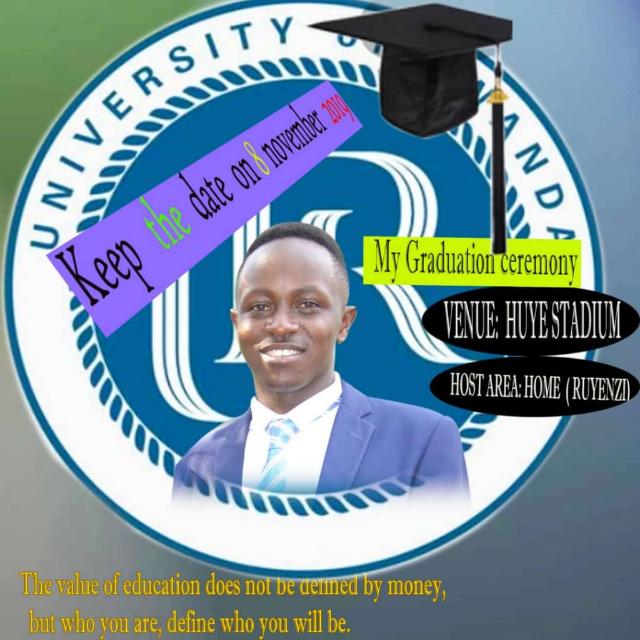 UNIVERSITY O WANDA
Keep the date on 8 november 2019
My Graduation ceremony
VENUE: HUYE STADIUM
HOST AREA: HOME ( RUYENZI)
The value of education does not be defined by money,
but who you are, define who you will be.